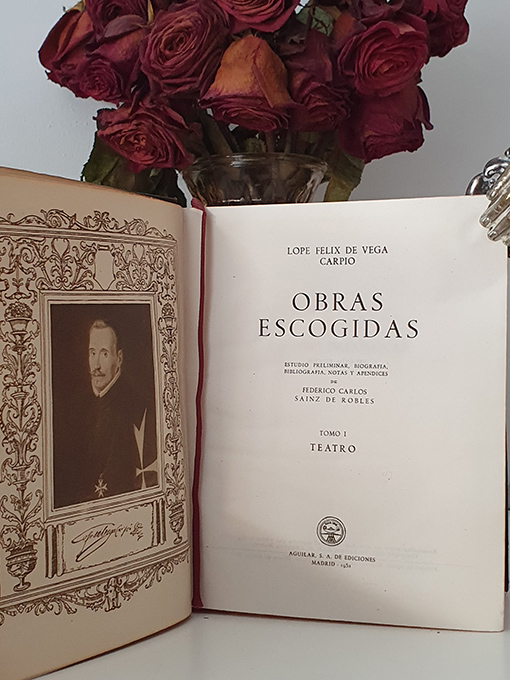 LOPE FELIX DE VEGA
CARPIO
OBRAS
ESCOGIDAS
ESTUDIO PRELIMINAR, BIOGRAFIA,
BIBLIOGRAFIA, NOTAS Y APENDICES
DE
FEDERICO CARLOS
SAINZ DE ROBLES
TOMO I
TEATRO
AGUILAR, S. A. DE EDICIONES
MADRID - 1952